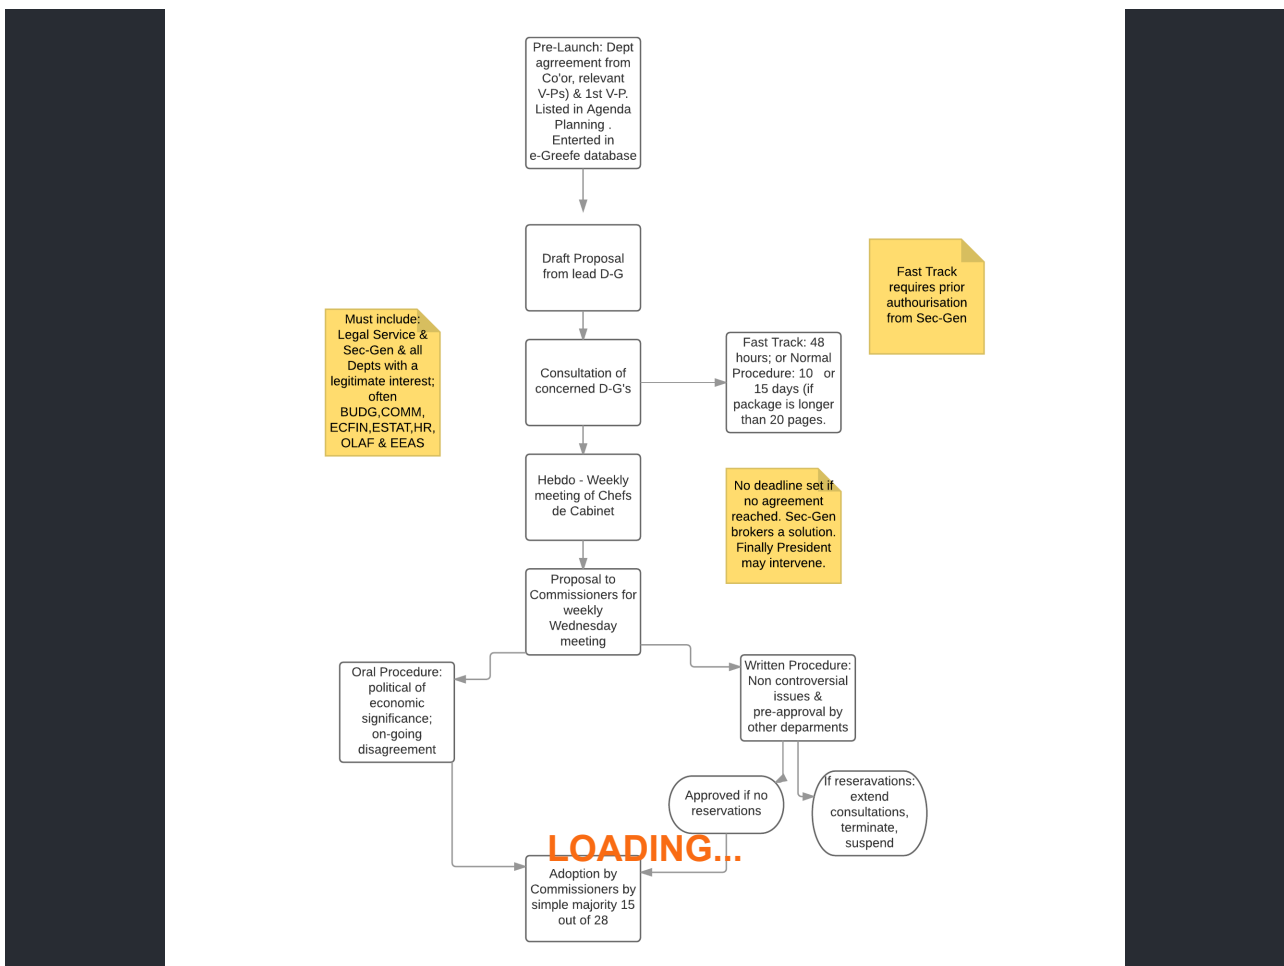 Pre-Launch: Dept
agrreement from
Co'or, relevant
V-Ps) & 1st V-P.
Listed in Agenda
Planning .
Enterted in
e-Greefe database
Draft Proposal
from lead D-G
Fast Track
requires prior
authourisation
from Sec-Gen
Must include:
Legal Service &
Sec-Gen & all
Depts with a
legitimate interest;
often
BUDG,COMM,
ECFIN,ESTAT,HR,
OLAF & EEAS
Consultation of
concerned D-G's
Fast Track: 48
hours; or Normal
Procedure: 10 or
15 days (if
package is longer
than 20 pages.
Hebdo - Weekly
meeting of Chefs
de Cabinet
No deadline set if
no agreement
reached. Sec-Gen
brokers a solution.
Finally President
may intervene.
Proposal to
Commissioners for
weekly
Wednesday
meeting
Oral Procedure:
political of
economic
significance;
on-going
disagreement
Written Procedure:
Non controversial
issues &
pre-approval by
other deparments
Approved if no
reservations
If reseravations:
extend
consultations,
terminate,
suspend
LOADING...
Adoption by
Commissioners by
simple majority 15
out of 28